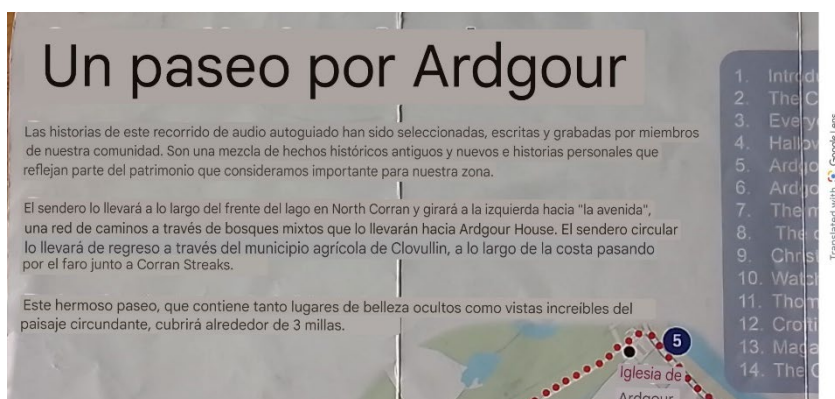 Un paseo por Ardgour
Las historias de este recorrido de audio autoguiado han sido seleccionadas, escritas y grabadas por miembros
de nuestra comunidad. Son una mezcla de hechos históricos antiguos y nuevos e historias personales que
reflejan parte del patrimonio que consideramos importante para nuestra zona.
El sendero lo llevará a lo largo del frente del lago en North Corran y girará a la izquierda hacia "la avenida",
una red de caminos a través de bosques mixtos que lo llevarán hacia Ardgour House. El sendero circular
lo llevará de regreso a través del municipio agrícola de Clovullin, a lo largo de la costa pasando
por el faro junto a Corran Streaks.
Este hermoso paseo, que contiene tanto lugares de belleza ocultos como vistas increíbles del
paisaje circundante, cubrirá alrededor de 3 millas.
1.
2. The
3.
4.
5.
6.
7. The
8. The
9.
10.
11.
12.
13.
14. The
5
Iglesia de
Ardgour
Translated with Google Lens